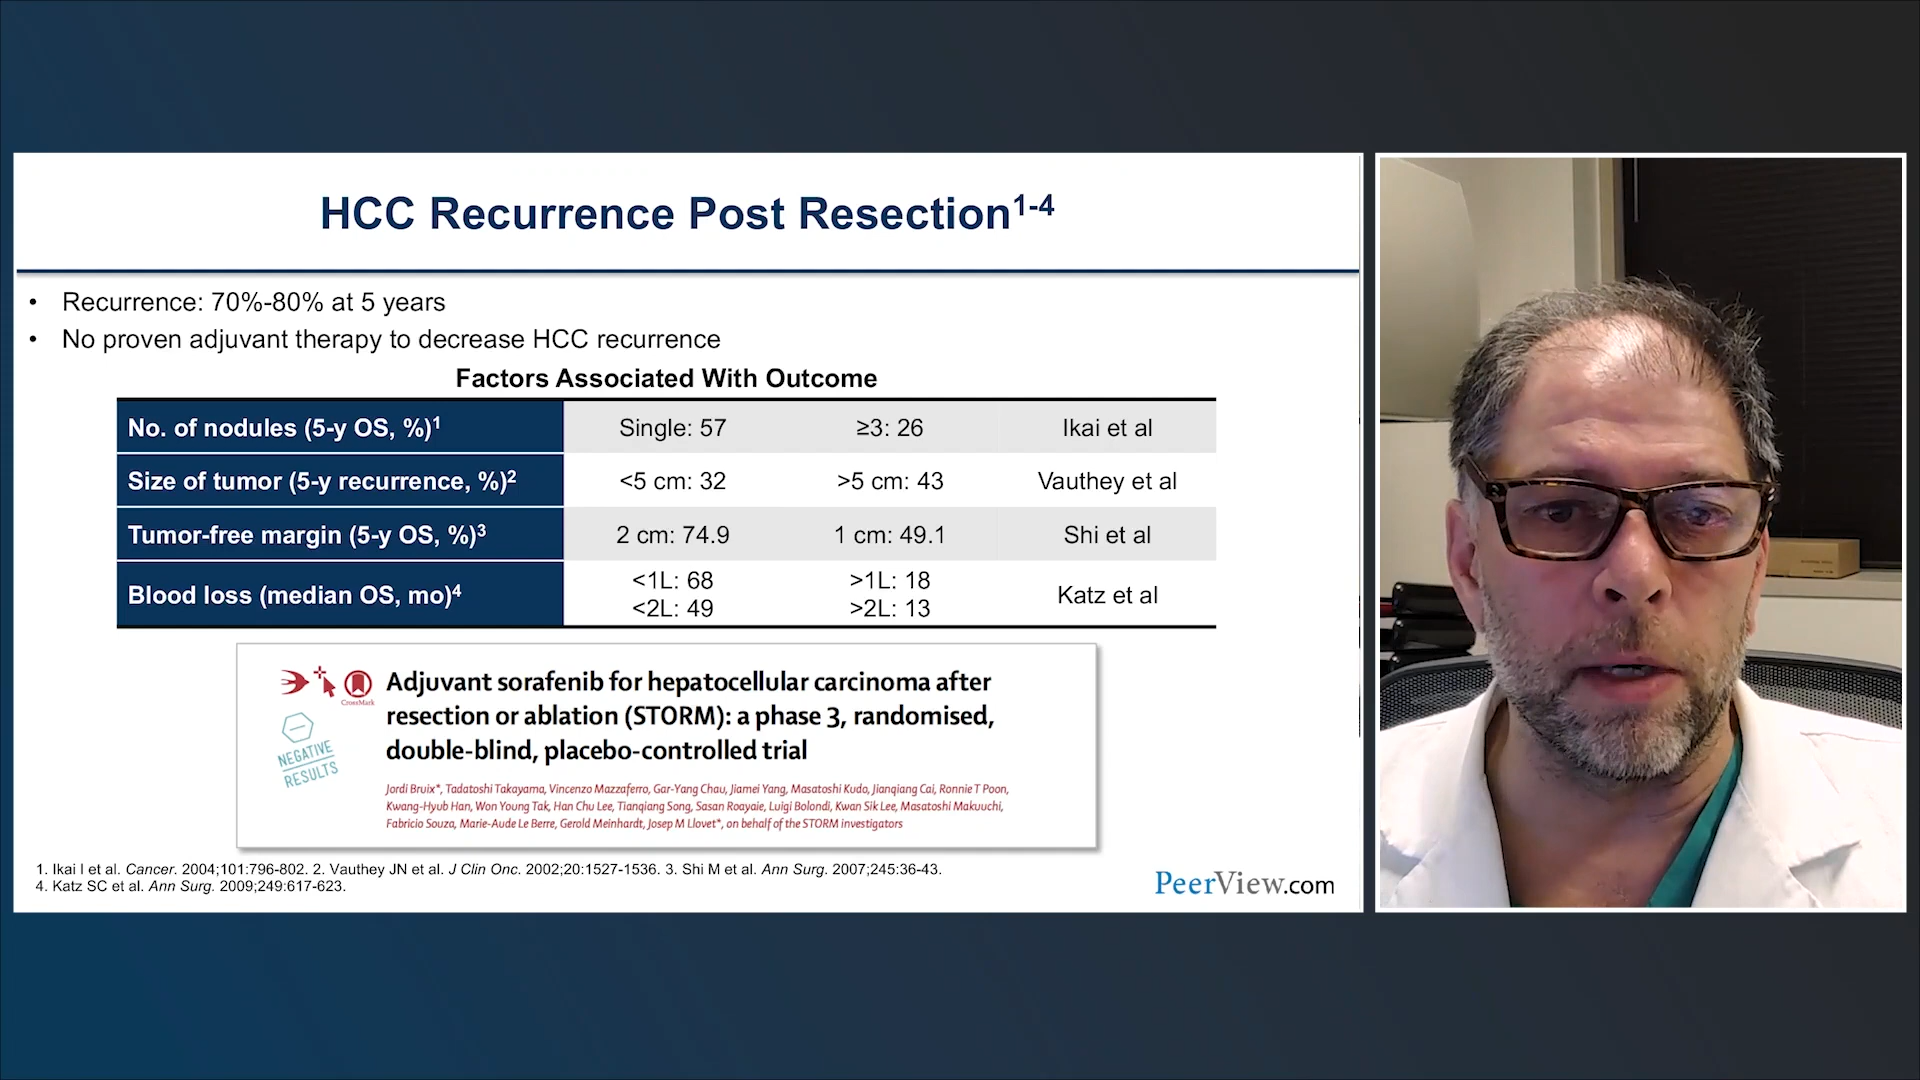 HCC Recurrence Post Resection1-4
• Recurrence: 70%-80% at 5 years
• No proven adjuvant therapy to decrease HCC recurrence
Factors Associated With Outcome
No. of nodules (5-y OS, %)1 Single: 57 ≥3: 26 Ikai et al
Size of tumor (5-y recurrence, %)2 <5 cm: 32 >5 cm: 43 Vauthey et al
Tumor-free margin (5-y OS, %)3 2 cm: 74.9 1 cm: 49.1 Shi et al
Blood loss (median OS, mo)4 <1L: 68 >1L: 18 Katz et al
<2L: 49 >2L: 13
CrossMark
NEGATIVE
RESULTS
Adjuvant sorafenib for hepatocellular carcinoma after
resection or ablation (STORM): a phase 3, randomised,
double-blind, placebo-controlled trial
Jordi Bruix*, Tadatoshi Takayama, Vincenzo Mazzaferro, Gar-Yang Chau, Jiamei Yang, Masatoshi Kudo, Jianqiang Cai, Ronnie T Poon,
Kwang-Hyub Han, Won Young Tak, Han Chu Lee, Tianqiang Song, Sasan Roayaie, Luigi Bolondi, Kwan Sik Lee, Masatoshi Makuuchi,
Fabricio Souza, Marie-Aude Le Berre, Gerold Meinhardt, Josep M Llovet*, on behalf of the STORM investigators
1. Ikai I et al. Cancer. 2004;101:796-802. 2. Vauthey JN et al. J Clin Onc. 2002;20:1527-1536. 3. Shi M et al. Ann Surg. 2007;245:36-43.
4. Katz SC et al. Ann Surg. 2009;249:617-623.
PeerView.com